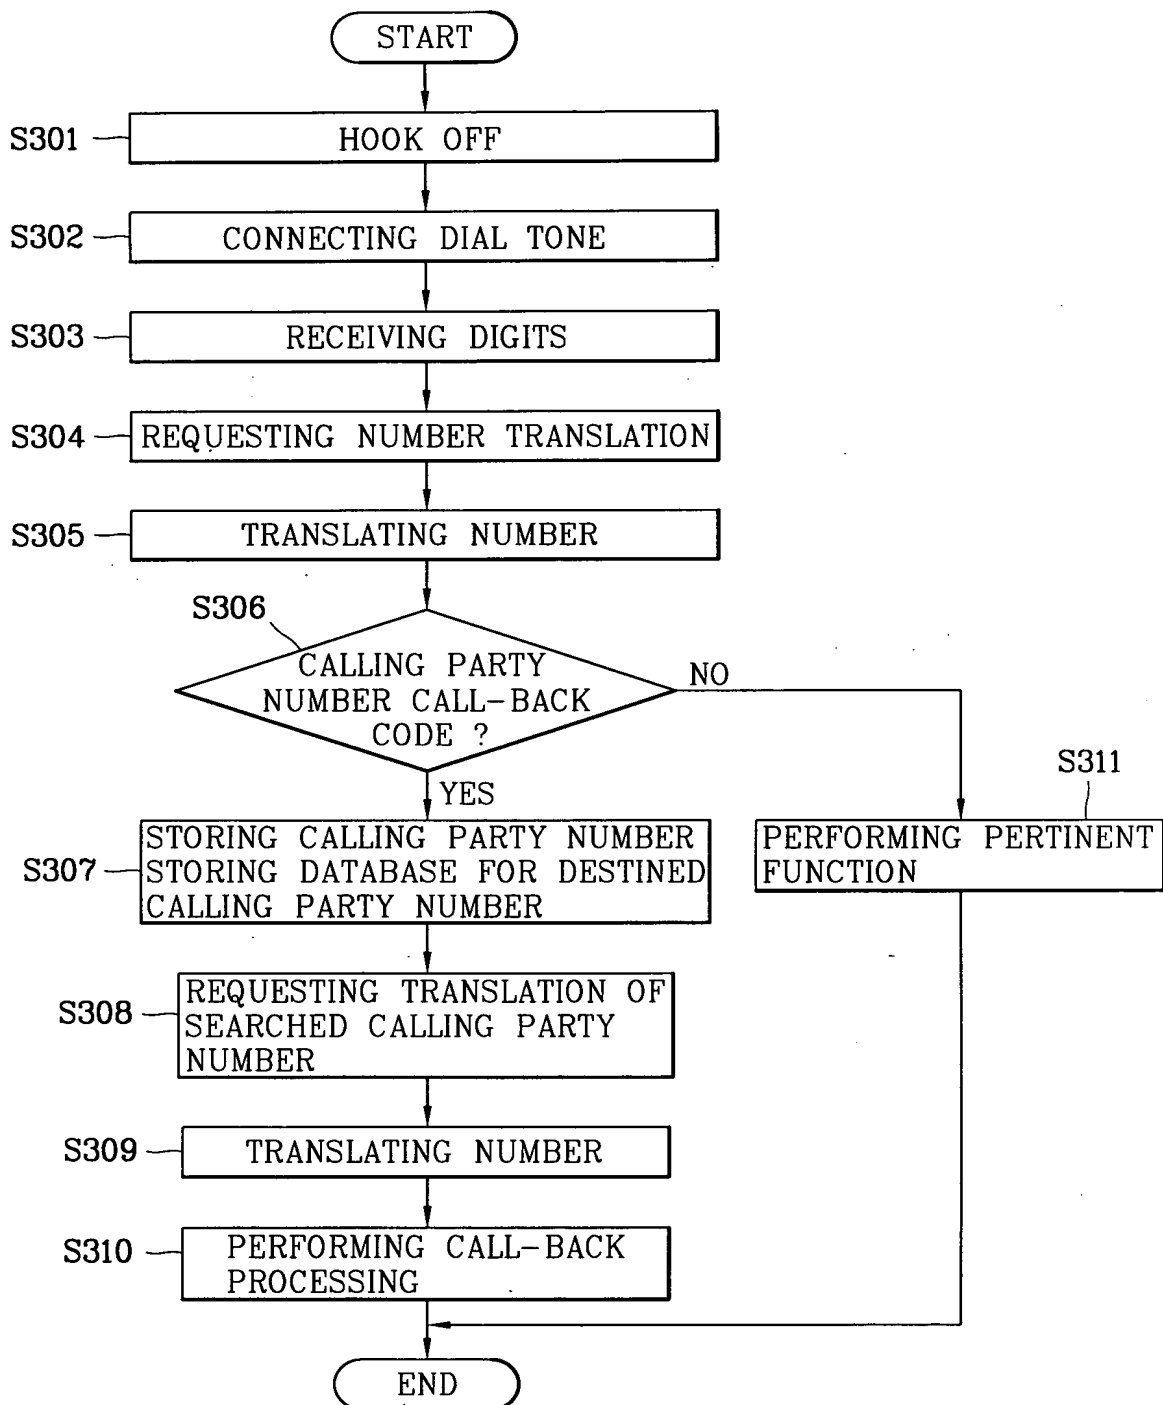 START
S301
HOOK OFF
S302
CONNECTING DIAL TONE
S303
RECEIVING DIGITS
S304
REQUESTING NUMBER TRANSLATION
S305
TRANSLATING NUMBER
S306
CALLING PARTY
NUMBER CALL-BACK
CODE ?
NO
YES
S311
PERFORMING PERTINENT
FUNCTION
S307
STORING CALLING PARTY NUMBER
STORING DATABASE FOR DESTINED
CALLING PARTY NUMBER
S308
REQUESTING TRANSLATION OF
SEARCHED CALLING PARTY
NUMBER
S309
TRANSLATING NUMBER
S310
PERFORMING CALL-BACK
PROCESSING
END